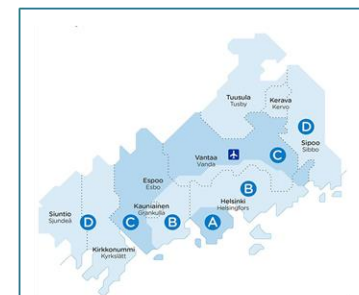 Tuusula
Tusby
Kerava
Kervo
D
Sipoo
Sibbo
Vantaa
Vanda
C
Espoo
Esbo
B
Helsinki
Helsingfors
Kauniainen
Grankulla
Siuntio
Sjundeå
D
C
B
A
Kirkkonummi
Kyrkslätt